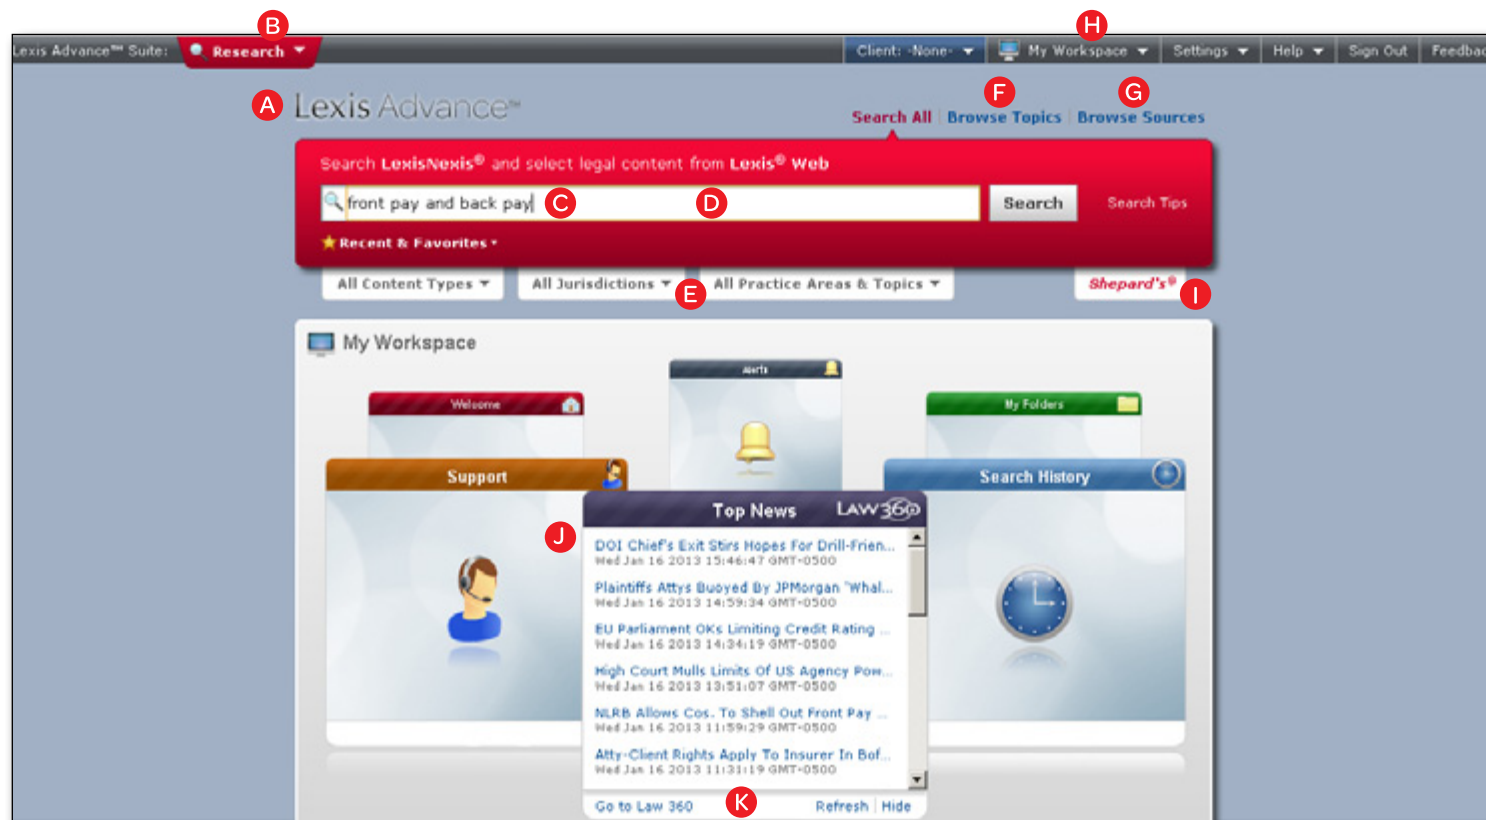 B
H
Lexis Advance™ Suite:
Research
Client: -None-
My Workspace
Settings
Help
Sign Out
Feedbac
A
Lexis Advance™
F
G
Search All
Browse Topics
Browse Sources
Search LexisNexis® and select legal content from Lexis® Web
front pay and back pay
C
D
Search
Search Tips
Recent & Favorites
All Content Types
All Jurisdictions
E
All Practice Areas & Topics
Shepard's®
I
My Workspace
Alerts
Welcome
My Folders
Support
Search History
Top News LAW360
J
DOI Chief's Exit Stirs Hopes For Drill-Frien...
Wed Jan 16 2013 15:46:47 GMT-0500
Plaintiffs Attys Buoyed By JPMorgan "Whal...
Wed Jan 16 2013 14:59:34 GMT-0500
EU Parliament OKs Limiting Credit Rating ...
Wed Jan 16 2013 14:34:19 GMT-0500
High Court Mulls Limits Of US Agency Pow...
Wed Jan 16 2013 13:51:07 GMT-0500
NLRB Allows Cos. To Shell Out Front Pay ...
Wed Jan 16 2013 11:59:29 GMT-0500
Atty-Client Rights Apply To Insurer In Bof...
Wed Jan 16 2013 11:31:19 GMT-0500
Go to Law 360
K
Refresh
Hide